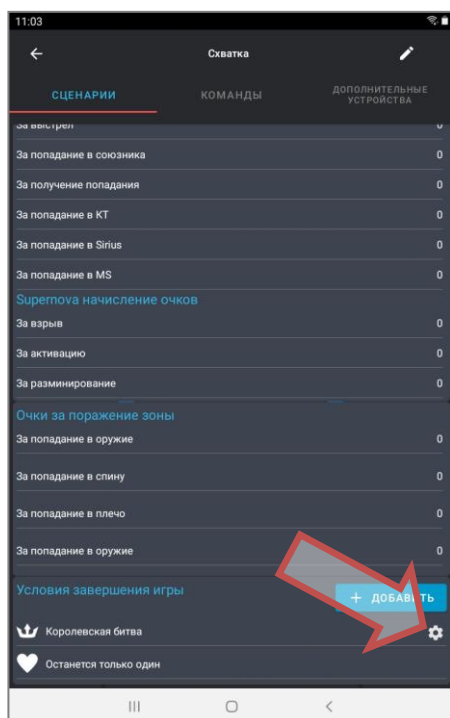 11:03
Схватка
СЦЕНАРИИ
КОМАНДЫ
ДОПОЛНИТЕЛЬНЫЕ
УСТРОЙСТВА
За выстрел 0
За попадание в союзника 0
За получение попадания 0
За попадание в КТ 0
За попадание в Sirius 0
За попадание в MS 0
Supernova начисление очков
За взрыв 0
За активацию 0
За разминирование 0
Очки за поражение зоны
За попадание в оружие 0
За попадание в спину 0
За попадание в плечо 0
За попадание в оружие 0
Условия завершения игры
+ ДОБАВИТЬ
Королевская битва
Останется только один